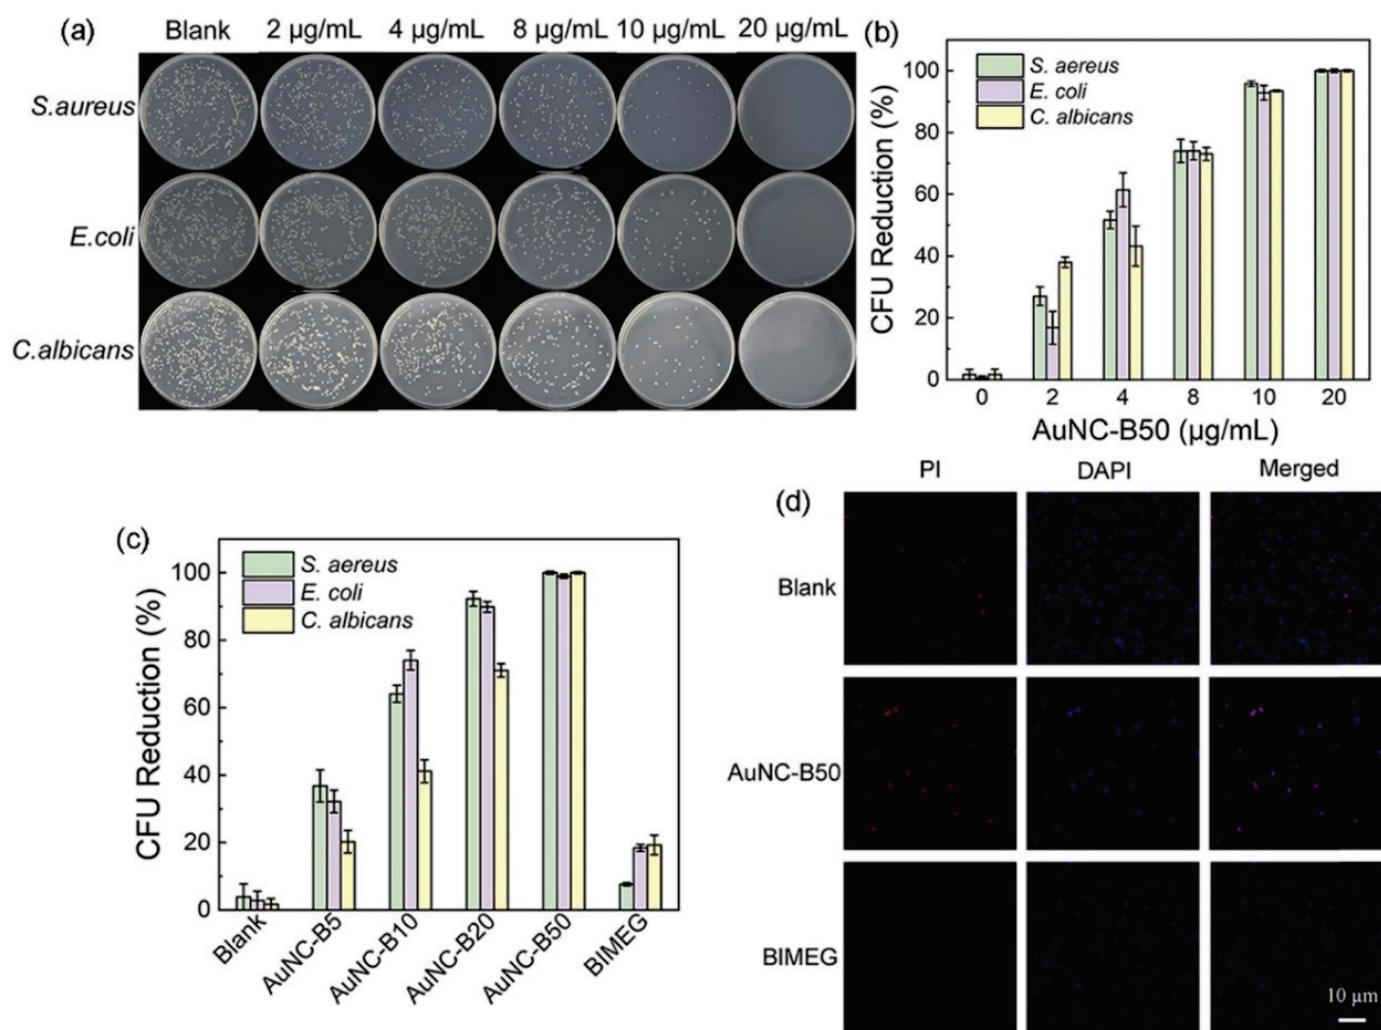 (a) Blank 2 µg/mL 4 µg/mL 8 µg/mL 10 µg/mL 20 µg/mL
S.aureus
E.coli
C.albicans
(b)
CFU Reduction (%)
100
80
60
40
20
0
S. aereus
E. coli
C. albicans
0 2 4 8 10 20
AuNC-B50 (µg/mL)
(c)
CFU Reduction (%)
100
80
60
40
20
0
S. aereus
E. coli
C. albicans
Blank AuNC-B5 AuNC-B10 AuNC-B20 AuNC-B50 BIMEG
(d)
PI DAPI Merged
Blank
AuNC-B50
BIMEG
10 µm